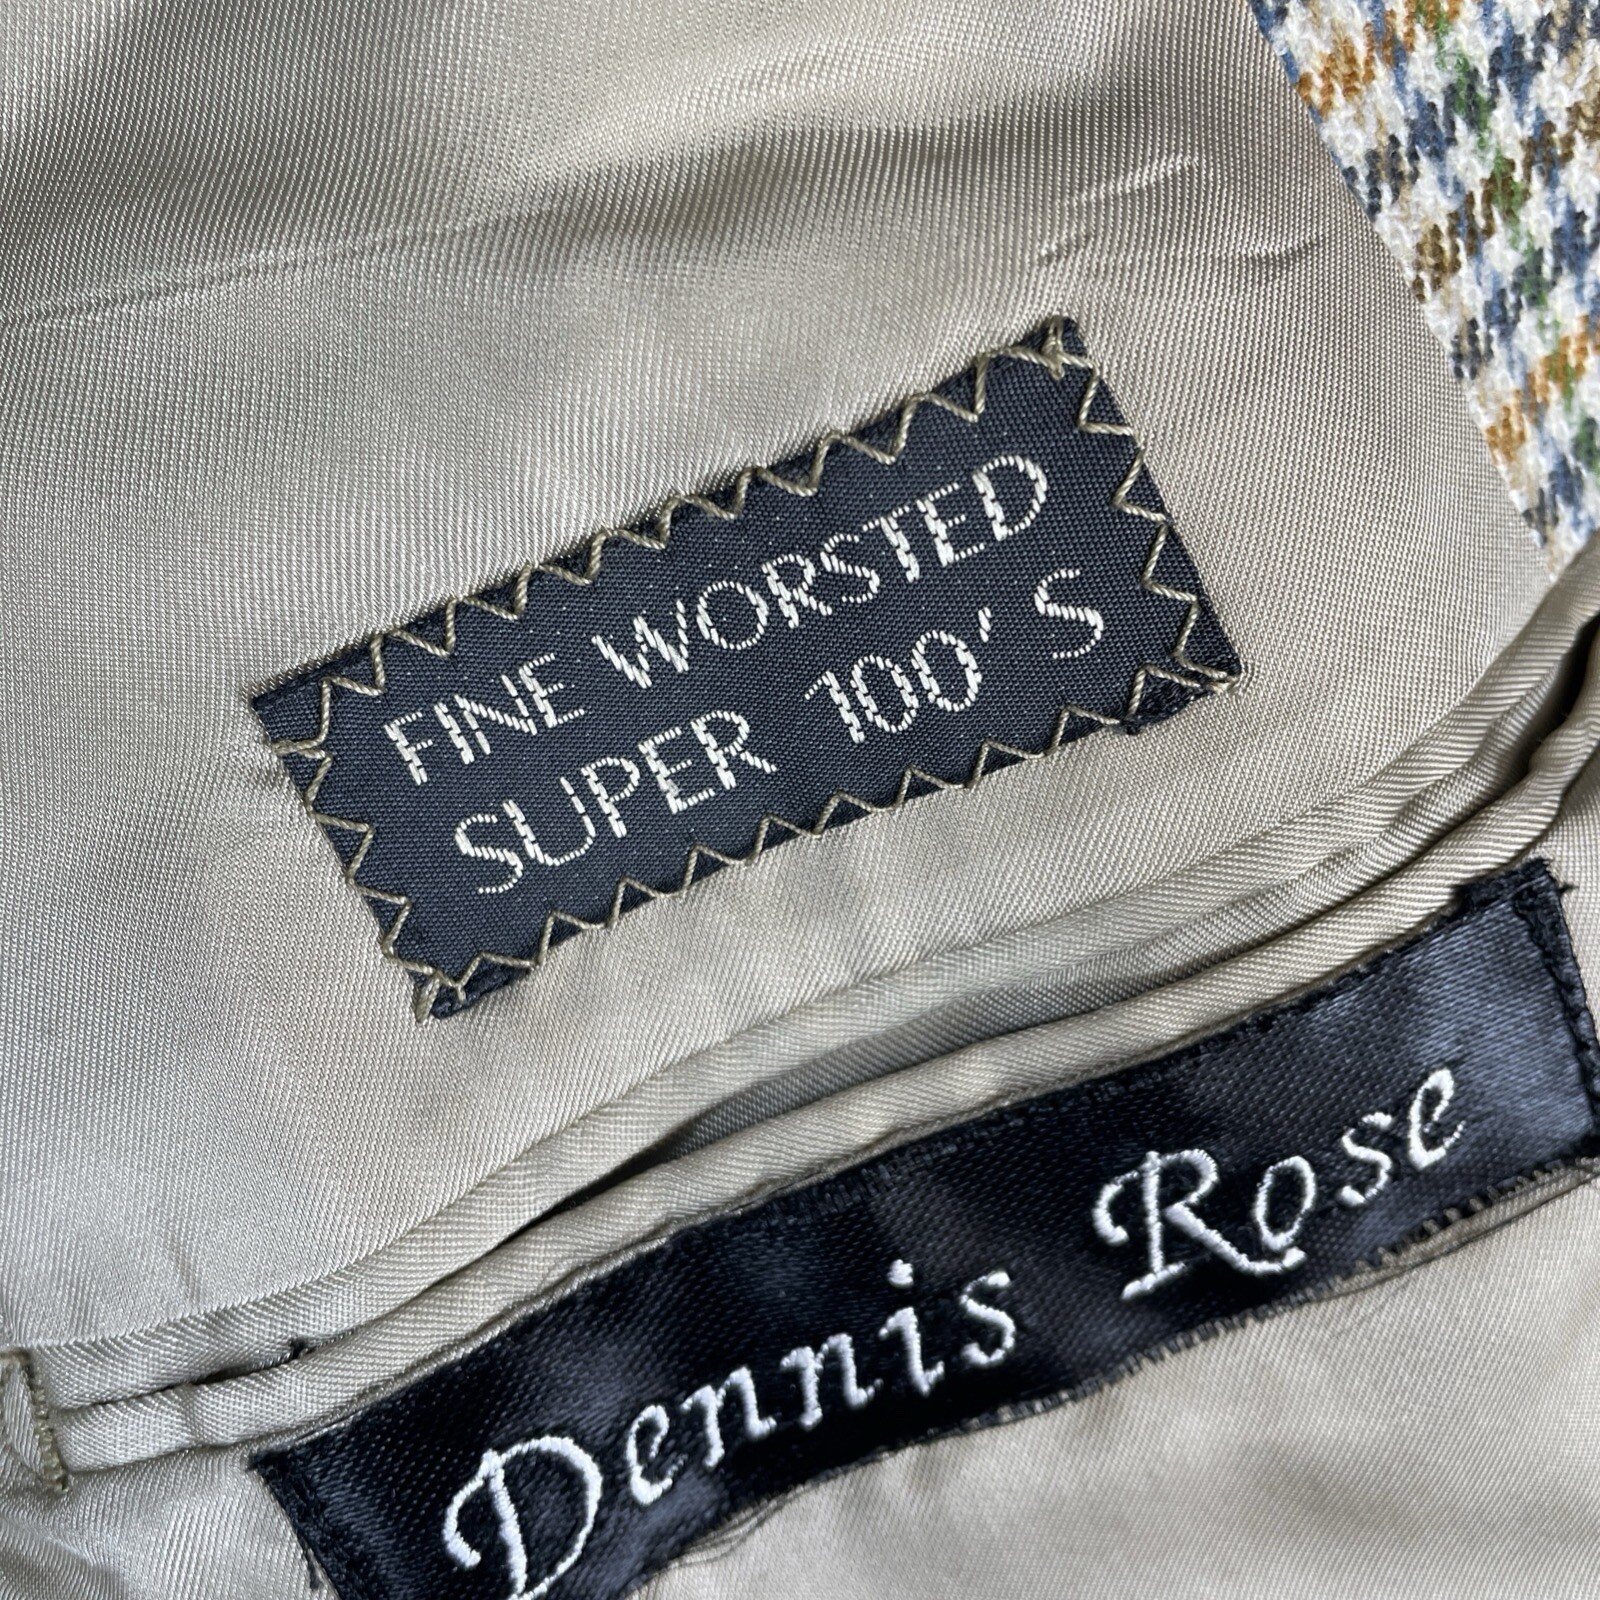 FINE WORSTED
SUPER 100'S
Dennis Rose